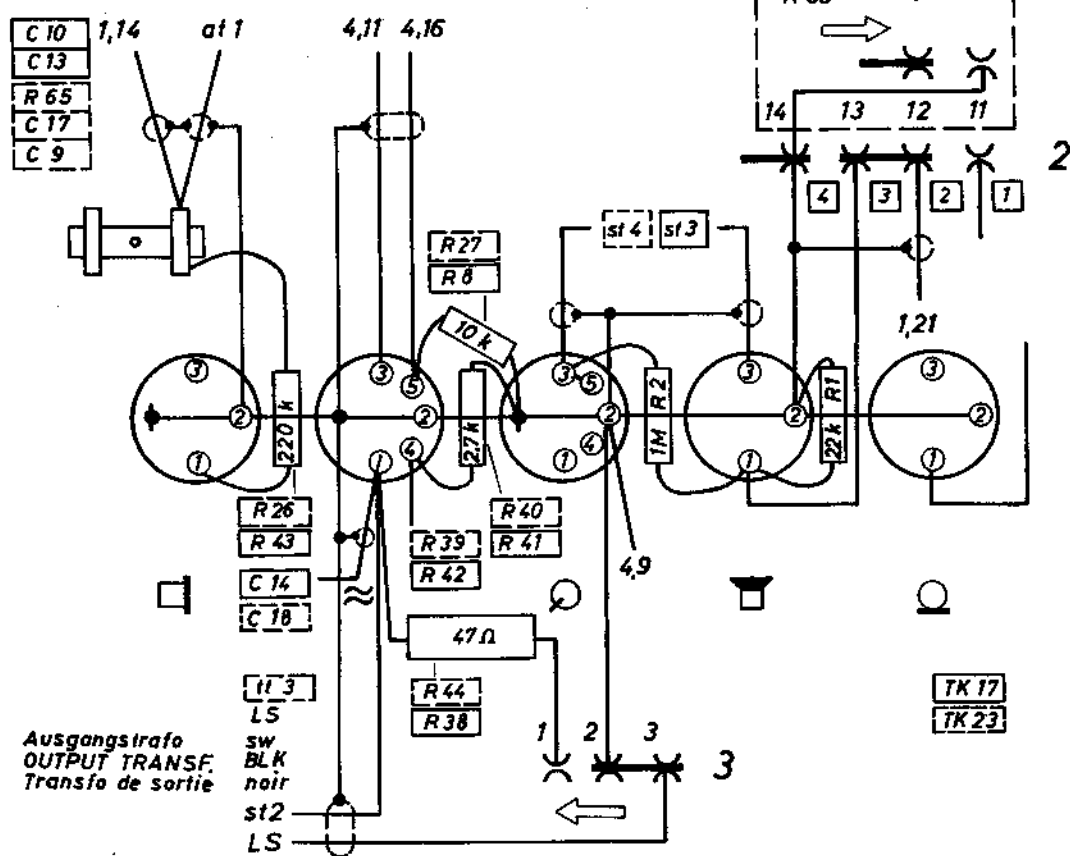 R 65
C 10
C 13
R 65
C 17
C 9
1,14
at 1
4,11
4,16
14
13
12
11
2
4
3
2
1
R 27
R 8
10 k
st 4
st 3
1,21
3
2
1
220 k
3
5
2
4
1
2,7 k
3
5
2
4
1
1M R 2
3
2
1
22 k R1
3
2
1
R 26
R 43
C 14
C 18
R 39
R 42
R 40
R 41
4,9
47 Ω
R 44
R 38
TK 17
TK 23
tt 3
LS
Ausgangstrafo sw
OUTPUT TRANSF. BLK
Transfo de sortie noir
st2
LS
1
2
3
3